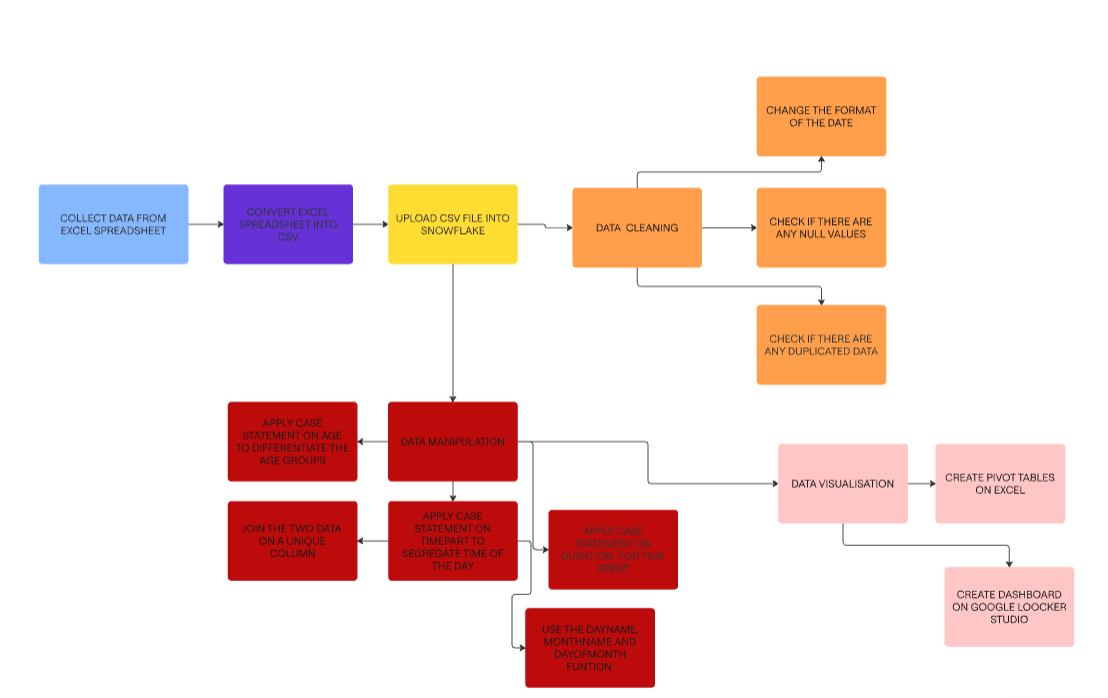 CHANGE THE FORMAT
OF THE DATE
COLLECT DATA FROM
EXCEL SPREADSHEET
CONVERT EXCEL
SPREADSHEET INTO
CSV
UPLOAD CSV FILE INTO
SNOWFLAKE
DATA CLEANING
CHECK IF THERE ARE
ANY NULL VALUES
CHECK IF THERE ARE
ANY DUPLICATED DATA
APPLY CASE
STATEMENT ON AGE
TO DIFFERENTIATE THE
AGE GROUPS
DATA MANIPULATION
DATA VISUALISATION
CREATE PIVOT TABLES
ON EXCEL
JOIN THE TWO DATA
ON A UNIQUE
COLUMN
APPLY CASE
STATEMENT ON
TIMEPART TO
SEGREGATE TIME OF
THE DAY
APPLY CASE
STATEMENT ON
DURATION FOR TIME
SPENT
CREATE DASHBOARD
ON GOOGLE LOOCKER
STUDIO
USE THE DAYNAME,
MONTHNAME AND
DAYOFMONTH
FUNTION.